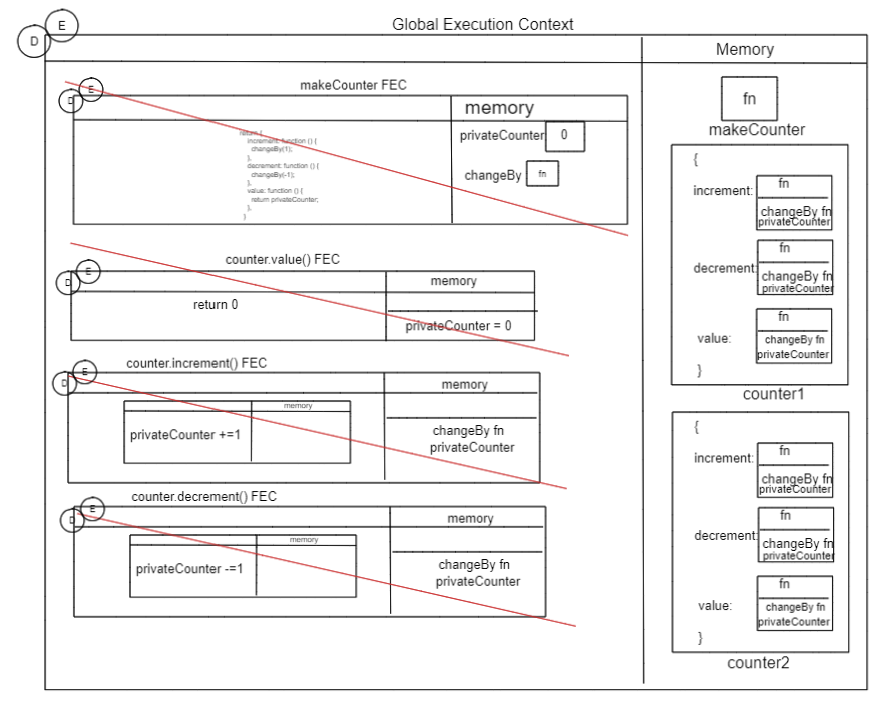 Global Execution Context
E
D
Memory
makeCounter FEC
E
D
memory
return {
increment: function () {
changeBy(1);
},
decrement: function () {
changeBy(-1);
},
value: function () {
return privateCounter;
},
}
privateCounter
0
changeBy
fn
counter.value() FEC
E
D
memory
return 0
privateCounter = 0
counter.increment() FEC
E
D
memory
memory
privateCounter +=1
changeBy fn
privateCounter
counter.decrement() FEC
E
D
memory
memory
privateCounter -=1
changeBy fn
privateCounter
fn
makeCounter
{
increment:
fn
changeBy fn
privateCounter
decrement:
fn
changeBy fn
privateCounter
value:
fn
changeBy fn
privateCounter
}
counter1
{
increment:
fn
changeBy fn
privateCounter
decrement:
fn
changeBy fn
privateCounter
value:
fn
changeBy fn
privateCounter
}
counter2